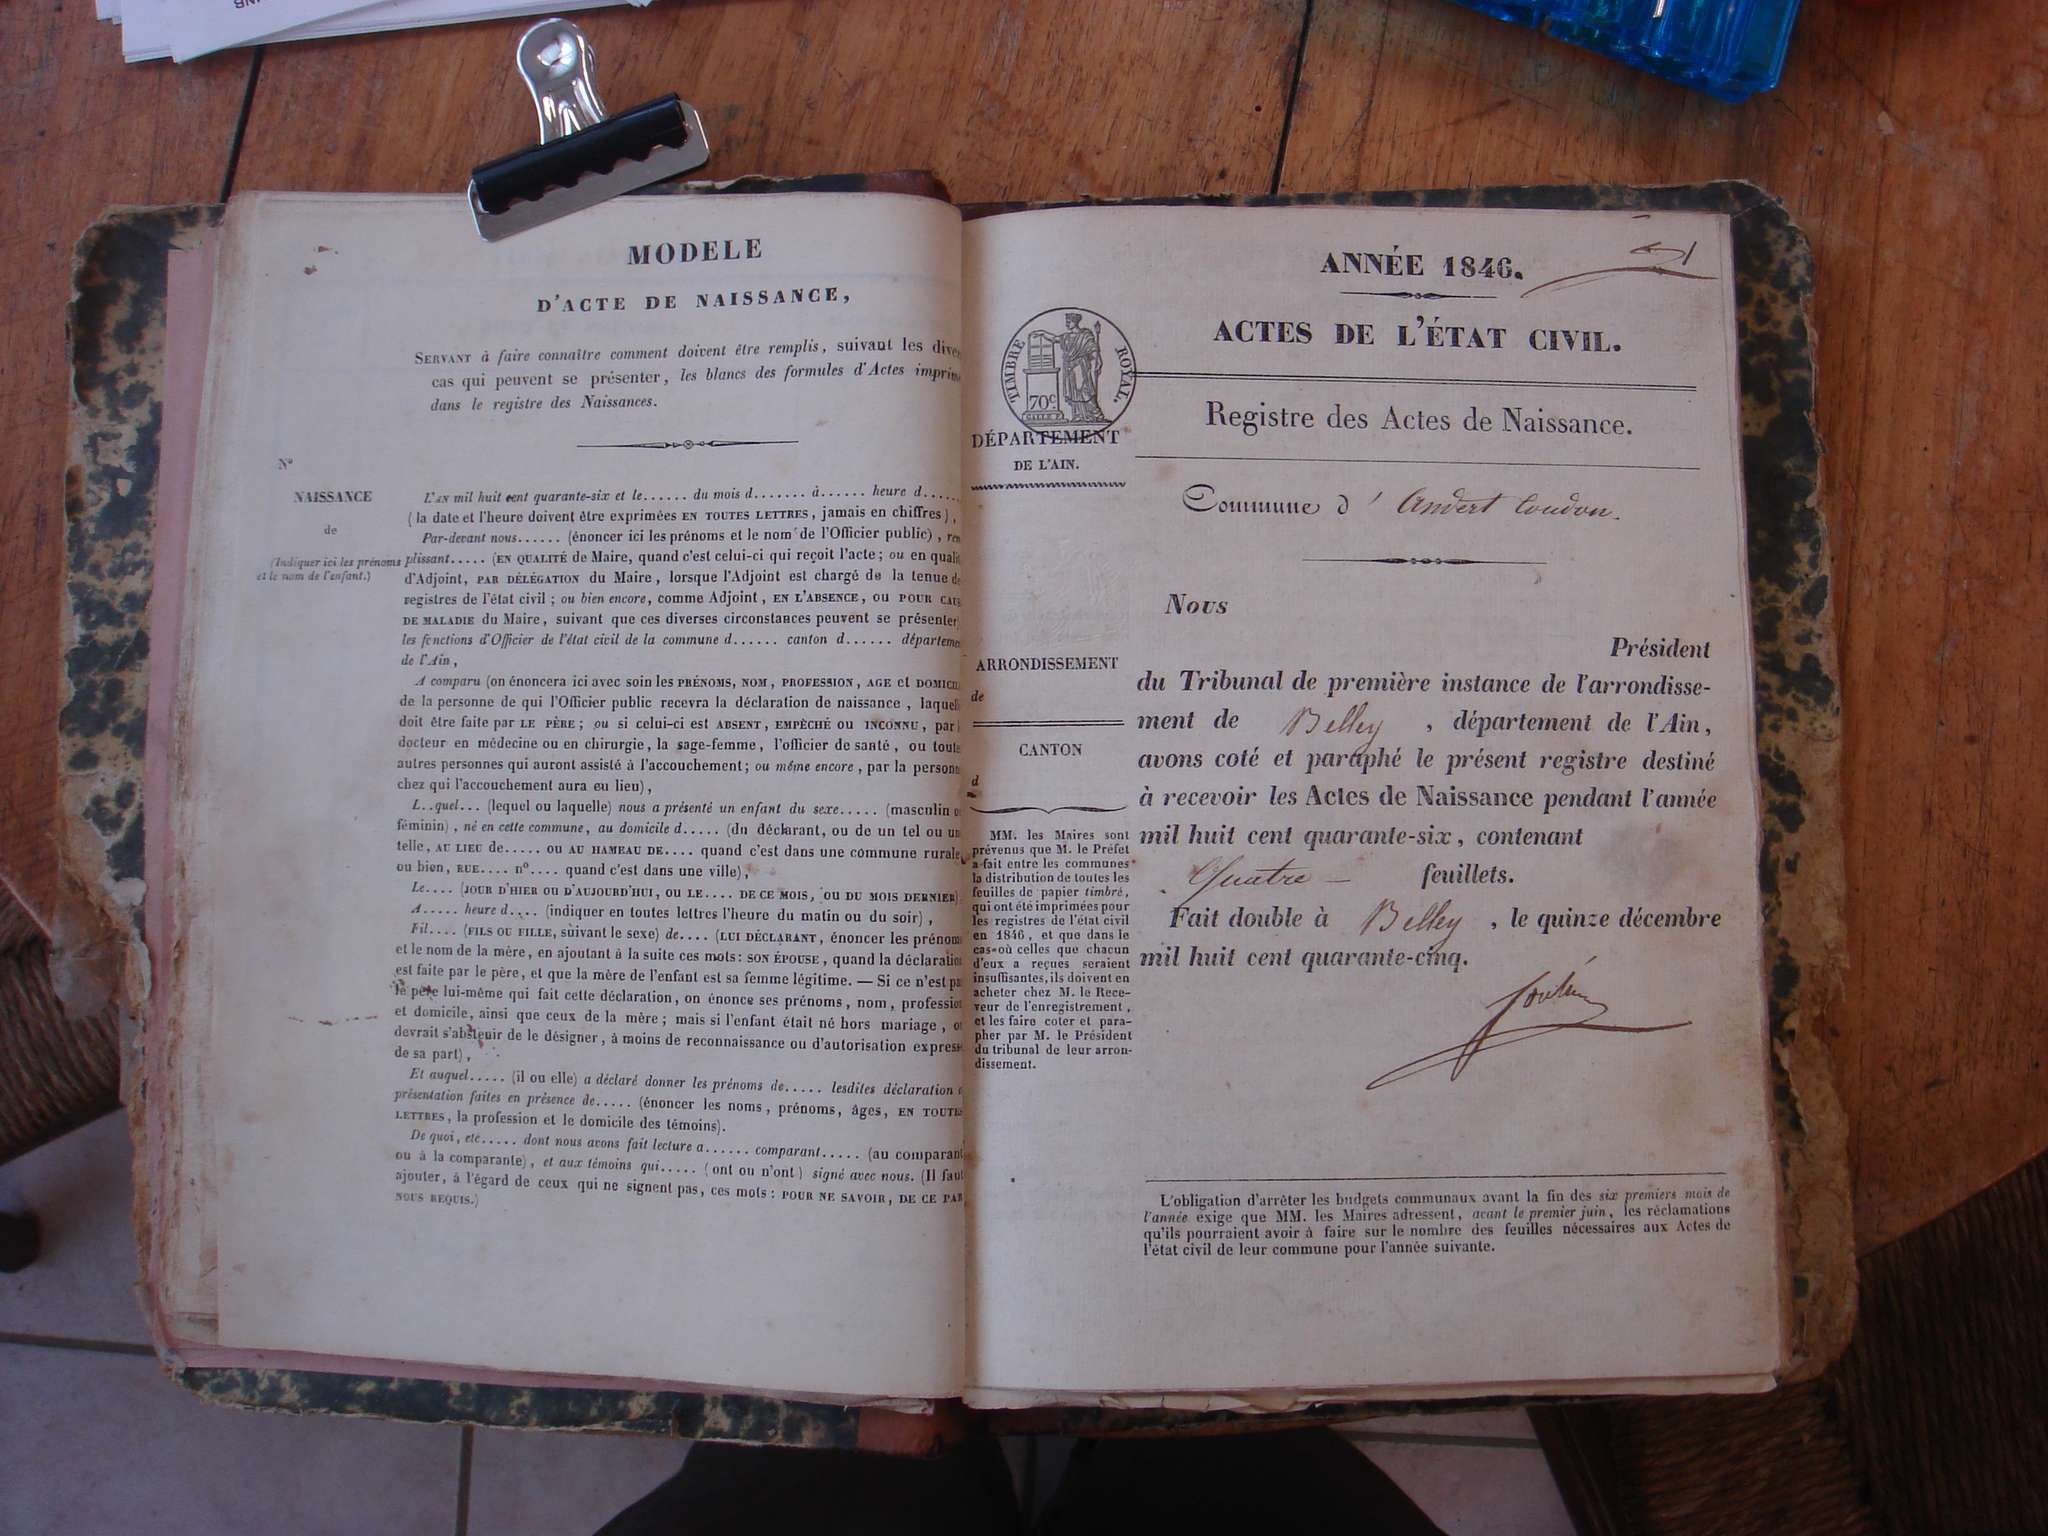 MODELE
D'ACTE DE NAISSANCE,
SERVANT à faire connaître comment doivent être remplis, suivant les dive
cas qui peuvent se présenter, les blancs des formules d'Actes imprim
dans le registre des Naissances.
N°
NAISSANCE
de
(Indiquer ici les prénoms
et le nom de l'enfant.)
L'AN mil huit cent quarante-six et le...... du mois d....... à...... heure d......
(la date et l'heure doivent être exprimées EN TOUTES LETTRES, jamais en chiffres),
Par-devant nous...... (énoncer ici les prénoms et le nom de l'Officier public), rem
plissant..... (EN QUALITÉ de Maire, quand c'est celui-ci qui reçoit l'acte; ou en quali
d'Adjoint, PAR DÉLÉGATION du Maire, lorsque l'Adjoint est chargé de la tenue de
registres de l'état civil; ou bien encore, comme Adjoint, EN L'ABSENCE, OU POUR CAUS
DE MALADIE du Maire, suivant que ces diverses circonstances peuvent se présenter)
les fonctions d'Officier de l'état civil de la commune d...... canton d...... départeme
de l'Ain,
A comparu (on énoncera ici avec soin les PRÉNOMS, NOM, PROFESSION, AGE et DOMICIL
de la personne de qui l'Officier public recevra la déclaration de naissance, laquell
doit être faite par LE PÈRE; ou si celui-ci est ABSENT, EMPÊCHÉ OU INCONNU, par l
docteur en médecine ou en chirurgie, la sage-femme, l'officier de santé, ou toute
autres personnes qui auront assisté à l'accouchement; ou même encore, par la personn
chez qui l'accouchement aura eu lieu),
L..quel... (lequel ou laquelle) nous a présenté un enfant du sexe..... (masculin o
féminin), né en cette commune, au domicile d..... (du déclarant, ou de un tel ou un
telle, AU LIEU de..... OU AU HAMEAU DE.... quand c'est dans une commune rurale,
ou bien, RUE.... n°.... quand c'est dans une ville),
Le.... (JOUR D'HIER OU D'AUJOURD'HUI, OU LE.... DE CE MOIS, OU DU MOIS DERNIER)
A..... heure d.... (indiquer en toutes lettres l'heure du matin ou du soir),
Fil.... (FILS OU FILLE, suivant le sexe) de.... (LUI DÉCLARANT, énoncer les prénom
et le nom de la mère, en ajoutant à la suite ces mots: SON ÉPOUSE, quand la déclaratio
est faite par le père, et que la mère de l'enfant est sa femme légitime. — Si ce n'est pa
le père lui-même qui fait cette déclaration, on énonce ses prénoms, nom, professio
et domicile, ainsi que ceux de la mère; mais si l'enfant était né hors mariage, o
devrait s'abstenir de le désigner, à moins de reconnaissance ou d'autorisation express
de sa part),
Et auquel..... (il ou elle) a déclaré donner les prénoms de..... lesdites déclaration e
présentation faites en présence de..... (énoncer les noms, prénoms, âges, EN TOUTES
LETTRES, la profession et le domicile des témoins).
De quoi, etc..... dont nous avons fait lecture a...... comparant..... (au comparant
ou à la comparante), et aux témoins qui..... (ont ou n'ont) signé avec nous. (Il faut
ajouter, à l'égard de ceux qui ne signent pas, ces mots: POUR NE SAVOIR, DE CE PAR
NOUS REQUIS.)
ANNÉE 1846.
ACTES DE L'ÉTAT CIVIL.
TIMBRE ROYAL.
70c
Registre des Actes de Naissance.
DÉPARTEMENT
DE L'AIN.
Commune d' Andert Condon.
Nous
Président
ARRONDISSEMENT
de
CANTON
d
du Tribunal de première instance de l'arrondisse-
ment de Belley, département de l'Ain,
avons coté et paraphé le présent registre destiné
à recevoir les Actes de Naissance pendant l'année
mil huit cent quarante-six, contenant
Quatre — feuillets.
Fait double à Belley, le quinze décembre
mil huit cent quarante-cinq.
MM. les Maires sont
prévenus que M. le Préfet
a fait entre les communes
la distribution de toutes les
feuilles de papier timbré,
qui ont été imprimées pour
les registres de l'état civil
en 1846, et que dans le
cas où celles que chacun
d'eux a reçues seraient
insuffisantes, ils doivent en
acheter chez M. le Rece-
veur de l'enregistrement,
et les faire coter et para-
pher par M. le Président
du tribunal de leur arron-
dissement.
L'obligation d'arrêter les budgets communaux avant la fin des six premiers mois de
l'année exige que MM. les Maires adressent, avant le premier juin, les réclamations
qu'ils pourraient avoir à faire sur le nombre des feuilles nécessaires aux Actes de
l'état civil de leur commune pour l'année suivante.